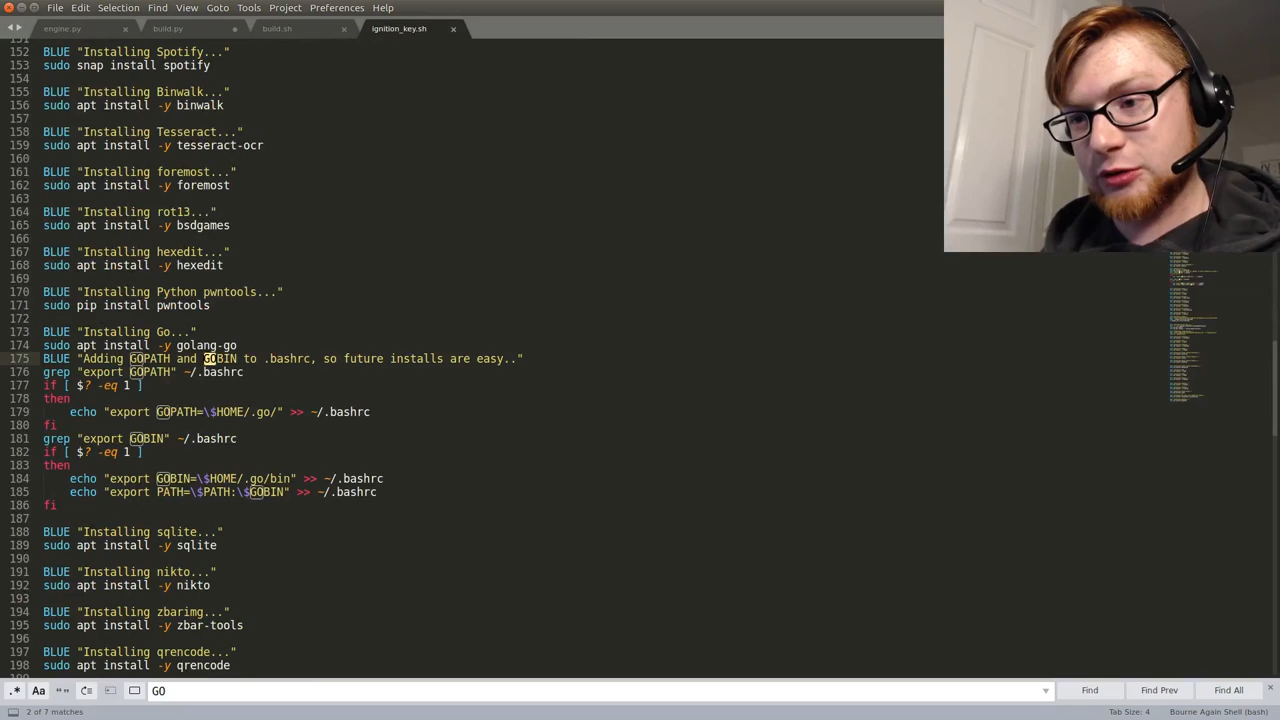 File Edit Selection Find View Goto Tools Project Preferences Help
engine.py × build.py build.sh × ignition_key.sh ×
151
152 BLUE "Installing Spotify..."
153 sudo snap install spotify
154
155 BLUE "Installing Binwalk..."
156 sudo apt install -y binwalk
157
158 BLUE "Installing Tesseract..."
159 sudo apt install -y tesseract-ocr
160
161 BLUE "Installing foremost..."
162 sudo apt install -y foremost
163
164 BLUE "Installing rot13..."
165 sudo apt install -y bsdgames
166
167 BLUE "Installing hexedit..."
168 sudo apt install -y hexedit
169
170 BLUE "Installing Python pwntools..."
171 sudo pip install pwntools
172
173 BLUE "Installing Go..."
174 sudo apt install -y golang-go
175 BLUE "Adding GOPATH and GOBIN to .bashrc, so future installs are easy.."
176 grep "export GOPATH" ~/.bashrc
177 if [ $? -eq 1 ]
178 then
179 echo "export GOPATH=\$HOME/.go/" >> ~/.bashrc
180 fi
181 grep "export GOBIN" ~/.bashrc
182 if [ $? -eq 1 ]
183 then
184 echo "export GOBIN=\$HOME/.go/bin" >> ~/.bashrc
185 echo "export PATH=\$PATH:\$GOBIN" >> ~/.bashrc
186 fi
187
188 BLUE "Installing sqlite..."
189 sudo apt install -y sqlite
190
191 BLUE "Installing nikto..."
192 sudo apt install -y nikto
193
194 BLUE "Installing zbarimg..."
195 sudo apt install -y zbar-tools
196
197 BLUE "Installing qrencode..."
198 sudo apt install -y qrencode
.* Aa “” GO Find Find Prev Find All ×
2 of 7 matches Tab Size: 4 Bourne Again Shell (bash)